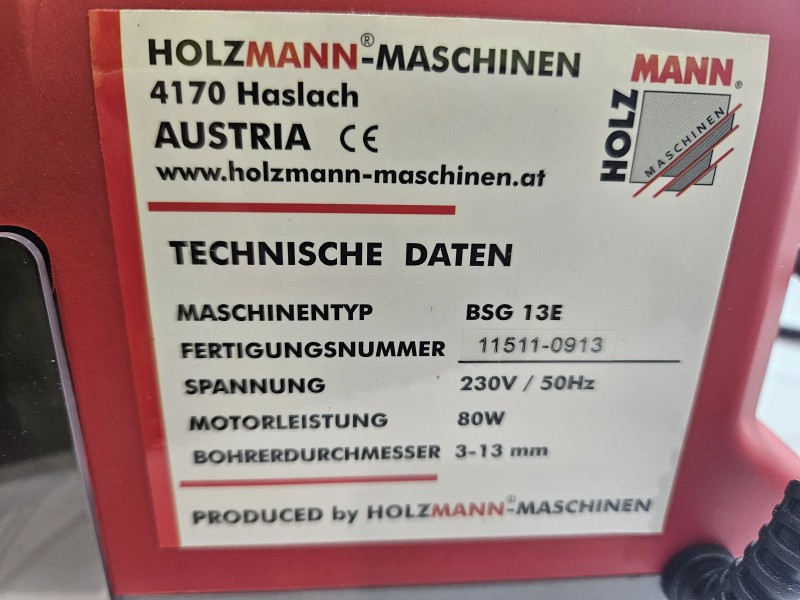 HOLZMANN®-MASCHINEN
4170 Haslach
AUSTRIA CE
www.holzmann-maschinen.at
HOLZ MANN®
MASCHINEN
TECHNISCHE DATEN
MASCHINENTYP BSG 13E
FERTIGUNGSNUMMER 11511-0913
SPANNUNG 230V / 50Hz
MOTORLEISTUNG 80W
BOHRERDURCHMESSER 3-13 mm
PRODUCED by HOLZMANN®-MASCHINEN